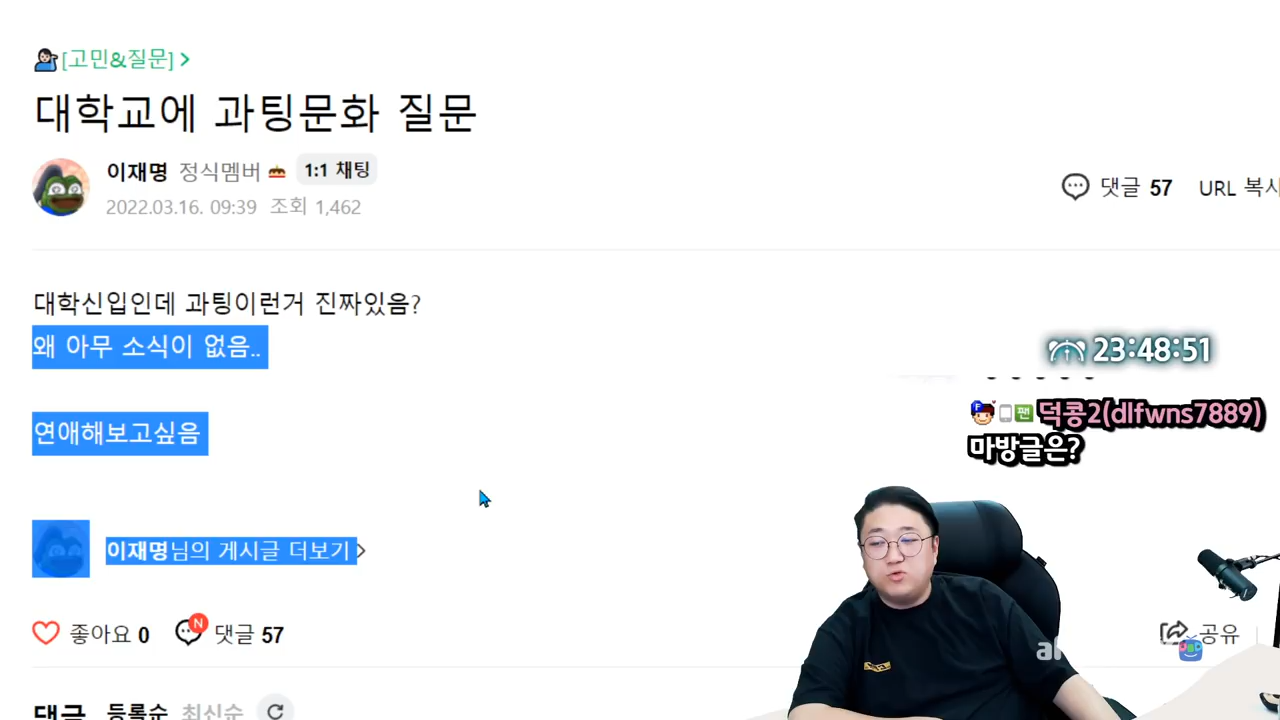 [고민&질문] >
대학교에 과팅문화 질문
이재명 정식멤버 1:1 채팅
2022.03.16. 09:39 조회 1,462
댓글 57 URL 복사
대학신입인데 과팅이런거 진짜있음?
왜 아무 소식이 없음..
23:48:51
F 팬 덕콩2(dlfwns7889)
마방글은?
연애해보고싶음
이재명님의 게시글 더보기 >
좋아요 0 N 댓글 57
공유
댓글 등록순 최신순